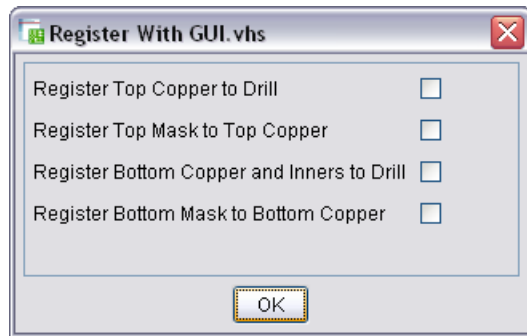 Register With GUI.vhs
Register Top Copper to Drill
Register Top Mask to Top Copper
Register Bottom Copper and Inners to Drill
Register Bottom Mask to Bottom Copper
OK